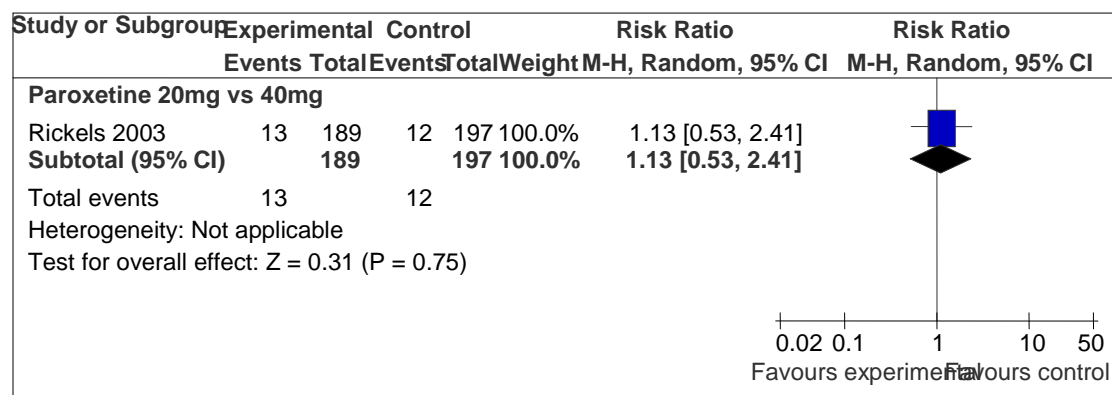 Study or Subgroup Experimental Control Risk Ratio Risk Ratio
Events Total Events Total Weight M-H, Random, 95% CI M-H, Random, 95% CI
Paroxetine 20mg vs 40mg
Rickels 2003 13 189 12 197 100.0% 1.13 [0.53, 2.41]
Subtotal (95% CI) 189 197 100.0% 1.13 [0.53, 2.41]
Total events 13 12
Heterogeneity: Not applicable
Test for overall effect: Z = 0.31 (P = 0.75)
0.02 0.1 1 10 50
Favours experimental Favours control